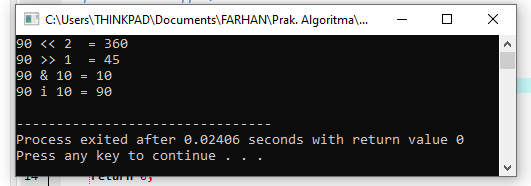 C:\Users\THINKPAD\Documents\FARHAN\Prak. Algoritma\...
90 << 2  = 360
90 >> 1  = 45
90 & 10 = 10
90 i 10 = 90
--------------------------------
Process exited after 0.02406 seconds with return value 0
Press any key to continue . . .
14 return 0;